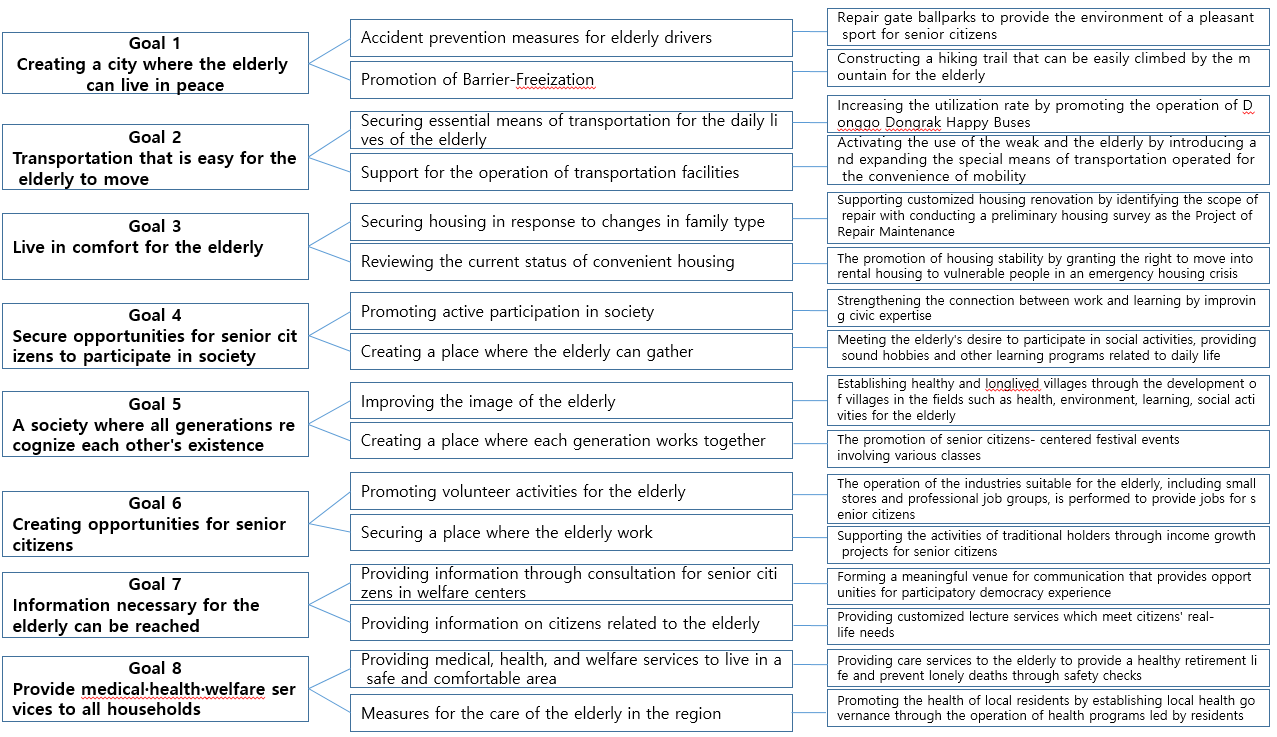 Goal 1
Creating a city where the elderly
can live in peace
Accident prevention measures for elderly drivers
Promotion of Barrier-Freeization
Repair gate ballparks to provide the environment of a pleasant
sport for senior citizens
Constructing a hiking trail that can be easily climbed by the m
ountain for the elderly
Goal 2
Transportation that is easy for the
elderly to move
Securing essential means of transportation for the daily li
ves of the elderly
Support for the operation of transportation facilities
Increasing the utilization rate by promoting the operation of D
onggo Dongrak Happy Buses
Activating the use of the weak and the elderly by introducing a
nd expanding the special means of transportation operated for
the convenience of mobility
Goal 3
Live in comfort for the elderly
Securing housing in response to changes in family type
Reviewing the current status of convenient housing
Supporting customized housing renovation by identifying the scope of
repair with conducting a preliminary housing survey as the Project of
Repair Maintenance
The promotion of housing stability by granting the right to move into
rental housing to vulnerable people in an emergency housing crisis
Goal 4
Secure opportunities for senior cit
izens to participate in society
Promoting active participation in society
Creating a place where the elderly can gather
Strengthening the connection between work and learning by improvin
g civic expertise
Meeting the elderly's desire to participate in social activities, providing
sound hobbies and other learning programs related to daily life
Goal 5
A society where all generations re
cognize each other's existence
Improving the image of the elderly
Creating a place where each generation works together
Establishing healthy and longlived villages through the development o
f villages in the fields such as health, environment, learning, social acti
vities for the elderly
The promotion of senior citizens- centered festival events
involving various classes
Goal 6
Creating opportunities for senior
citizens
Promoting volunteer activities for the elderly
Securing a place where the elderly work
The operation of the industries suitable for the elderly, including small
stores and professional job groups, is performed to provide jobs for s
enior citizens
Supporting the activities of traditional holders through income growth
projects for senior citizens
Goal 7
Information necessary for the
elderly can be reached
Providing information through consultation for senior citi
zens in welfare centers
Providing information on citizens related to the elderly
Forming a meaningful venue for communication that provides opport
unities for participatory democracy experience
Providing customized lecture services which meet citizens' real-
life needs
Goal 8
Provide medical·health·welfare ser
vices to all households
Providing medical, health, and welfare services to live in a
safe and comfortable area
Measures for the care of the elderly in the region
Providing care services to the elderly to provide a healthy retirement li
fe and prevent lonely deaths through safety checks
Promoting the health of local residents by establishing local health go
vernance through the operation of health programs led by residents